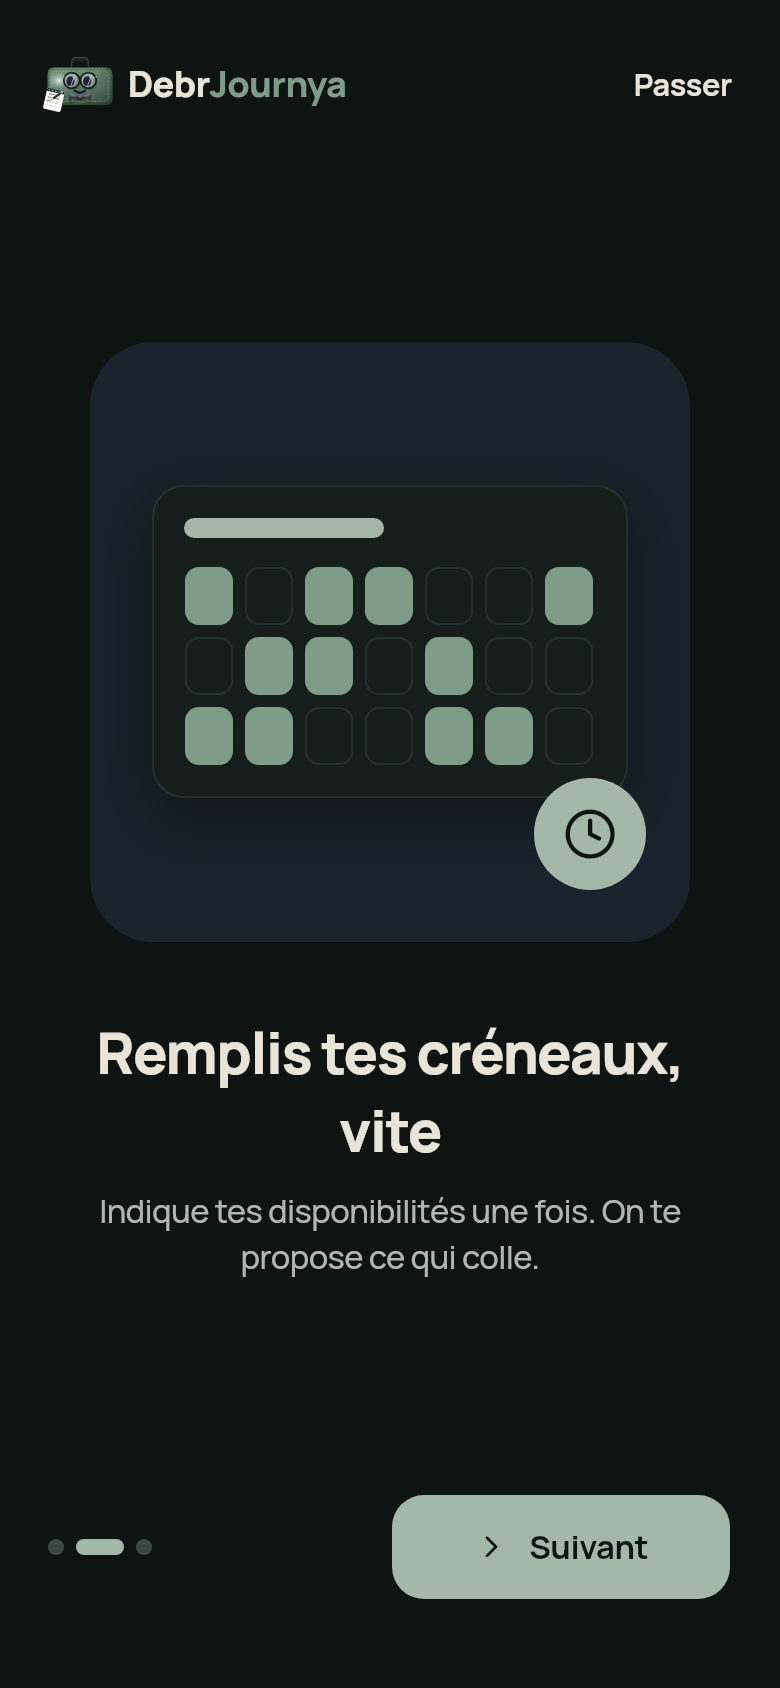 DebrJournya
Passer
Remplis tes créneaux,
vite
Indique tes disponibilités une fois. On te
propose ce qui colle.
Suivant